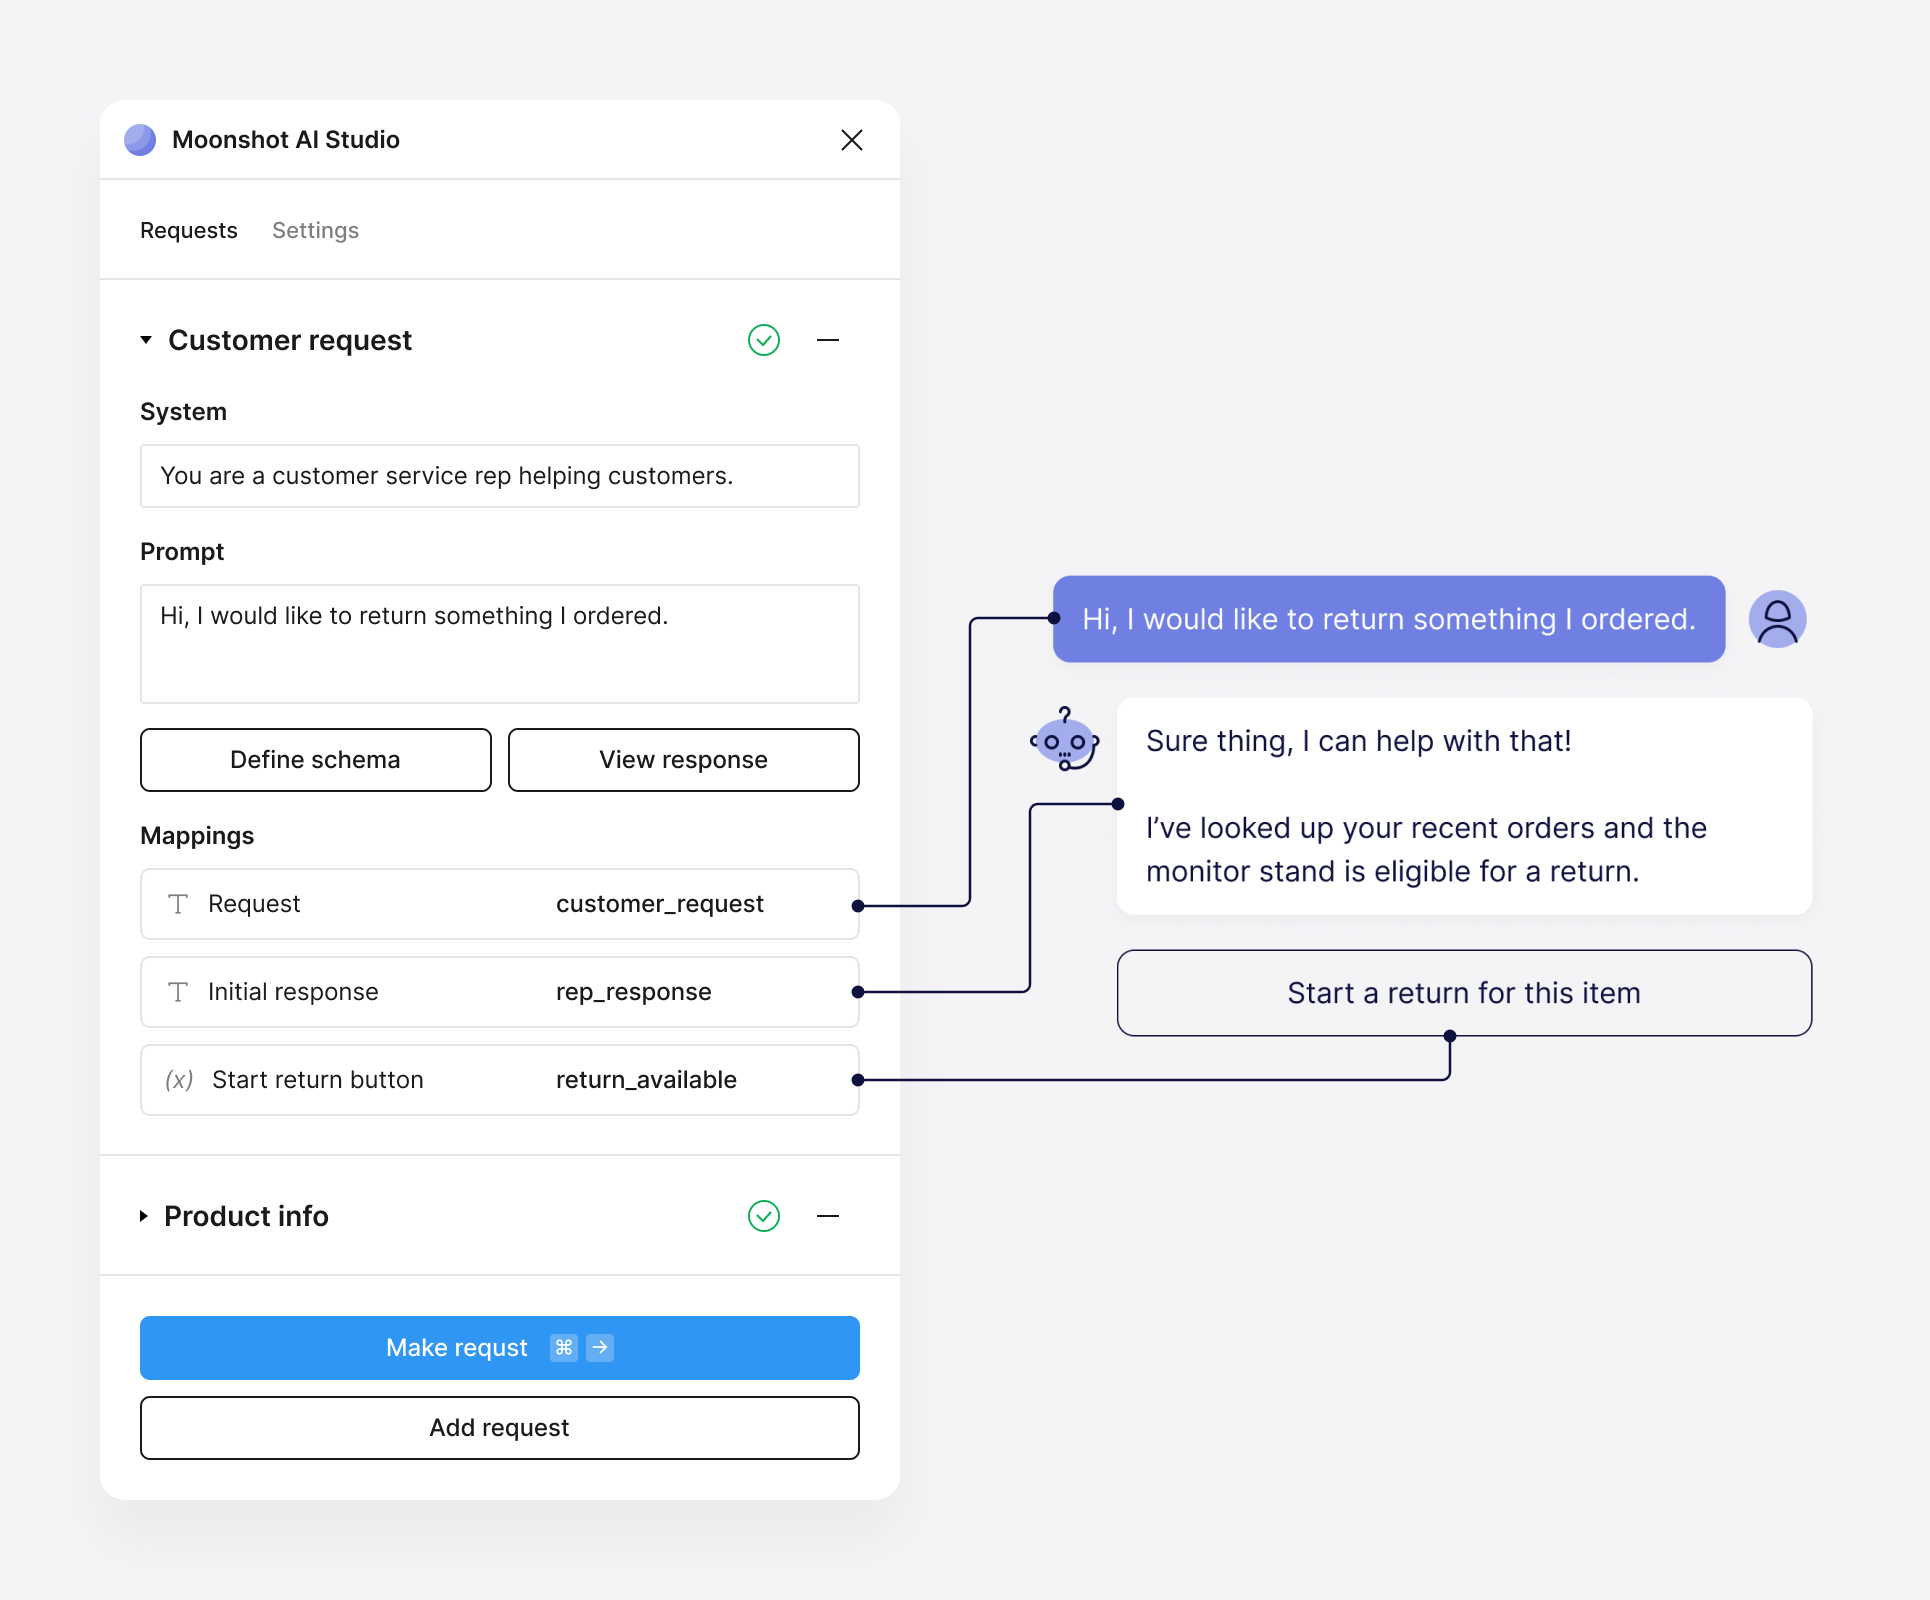 Moonshot AI Studio
Requests
Settings
Customer request
System
You are a customer service rep helping customers.
Prompt
Hi, I would like to return something I ordered.
Define schema
View response
Mappings
Request
customer_request
Initial response
rep_response
(x) Start return button
return_available
Product info
Make requst ⌘ →
Add request
Hi, I would like to return something I ordered.
Sure thing, I can help with that!
I’ve looked up your recent orders and the
monitor stand is eligible for a return.
Start a return for this item